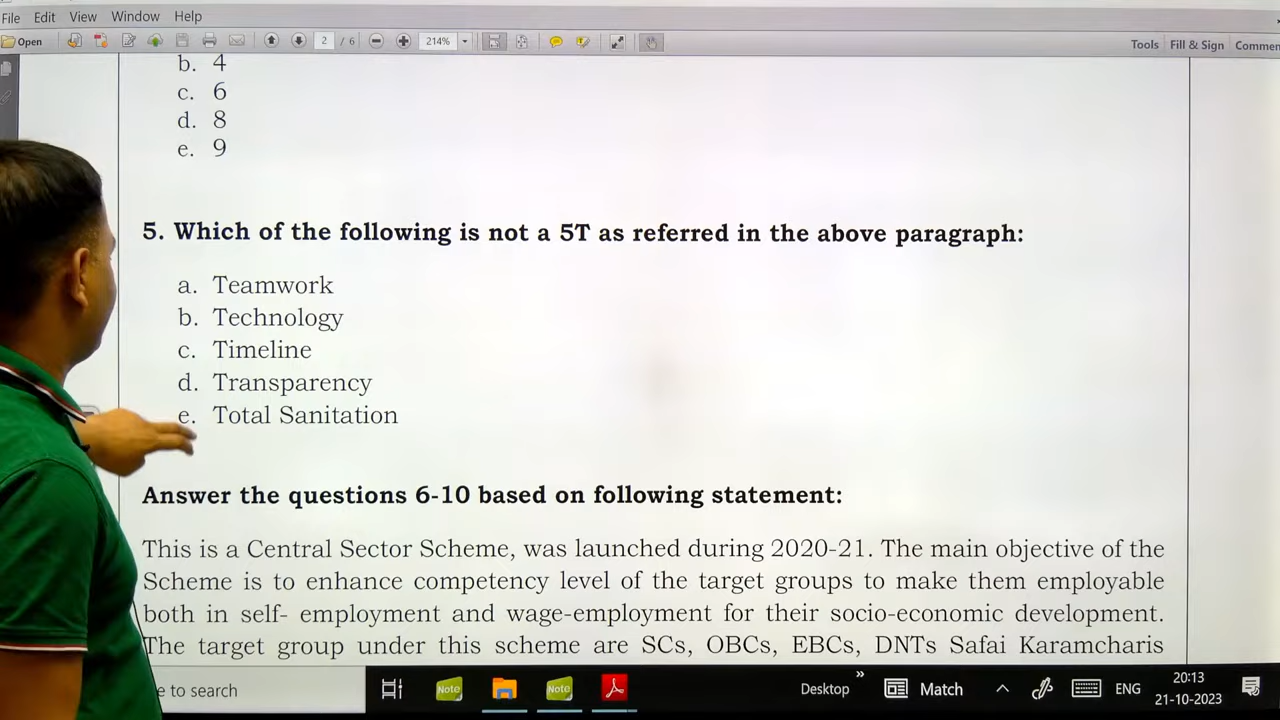 File Edit View Window Help
Open 2 / 6 214% Tools Fill & Sign Commen
b. 4
c. 6
d. 8
e. 9
5. Which of the following is not a 5T as referred in the above paragraph:
a. Teamwork
b. Technology
c. Timeline
d. Transparency
e. Total Sanitation
Answer the questions 6-10 based on following statement:
This is a Central Sector Scheme, was launched during 2020-21. The main objective of the
Scheme is to enhance competency level of the target groups to make them employable
both in self- employment and wage-employment for their socio-economic development.
The target group under this scheme are SCs, OBCs, EBCs, DNTs Safai Karamcharis
e to search Note Note Desktop Match ENG 20:13
21-10-2023